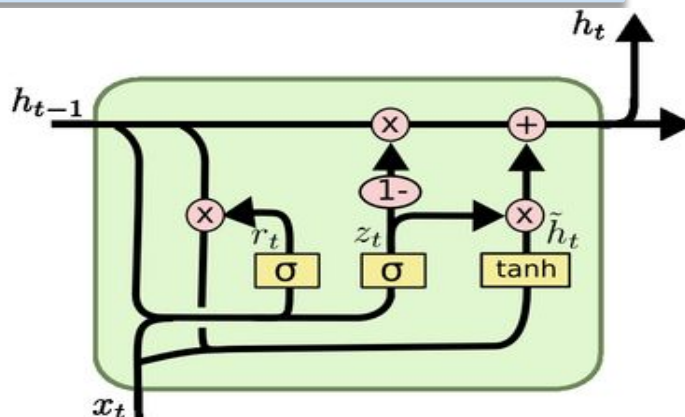 h_t
h_{t-1}
x +
1-
x x
r_t z_t h̃_t
σ σ tanh
x_t